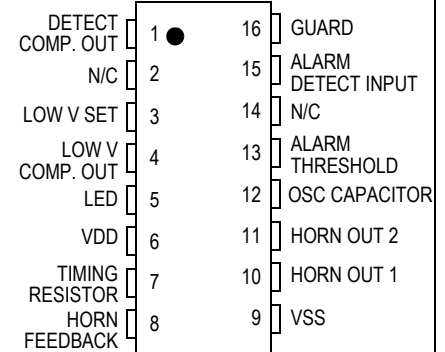 DETECT
COMP. OUT 1 16 GUARD
N/C 2 15 ALARM
DETECT INPUT
LOW V SET 3 14 N/C
LOW V
COMP. OUT 4 13 ALARM
THRESHOLD
LED 5 12 OSC CAPACITOR
VDD 6 11 HORN OUT 2
TIMING
RESISTOR 7 10 HORN OUT 1
HORN
FEEDBACK 8 9 VSS